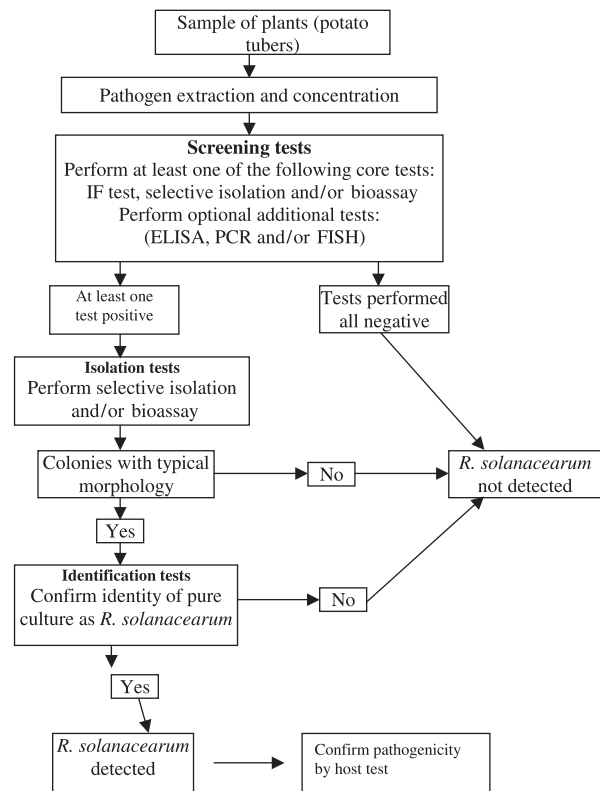 Sample of plants (potato
tubers)
Pathogen extraction and concentration
Screening tests
Perform at least one of the following core tests:
IF test, selective isolation and/or bioassay
Perform optional additional tests:
(ELISA, PCR and/or FISH)
At least one
test positive
Tests performed
all negative
Isolation tests
Perform selective isolation
and/or bioassay
Colonies with typical
morphology
No
R. solanacearum
not detected
Yes
Identification tests
Confirm identity of pure
culture as R. solanacearum
No
Yes
R. solanacearum
detected
Confirm pathogenicity
by host test